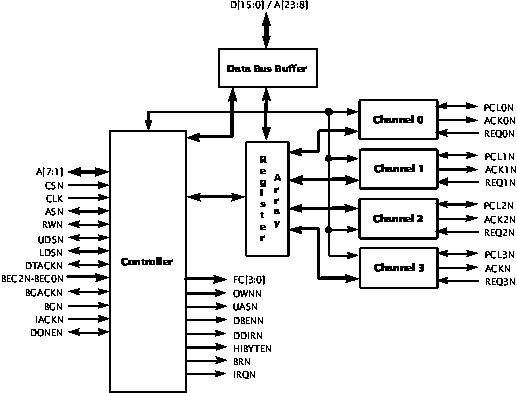 D[15:0] / A[23:8]
Data Bus Buffer
Channel 0
PCL0N
ACK0N
REQ0N
Register Array
Channel 1
PCL1N
ACK1N
REQ1N
Channel 2
PCL2N
ACK2N
REQ2N
Channel 3
PCL3N
ACKN
REQ3N
Controller
A[7:1]
CSN
CLK
ASN
RWN
UDSN
LDSN
DTACKN
BEC2N-BEC0N
BGACKN
BGN
IACKN
DONEN
FC[3:0]
OWNN
UASN
DBENN
DDIRN
HIBYTEN
BRN
IRQN